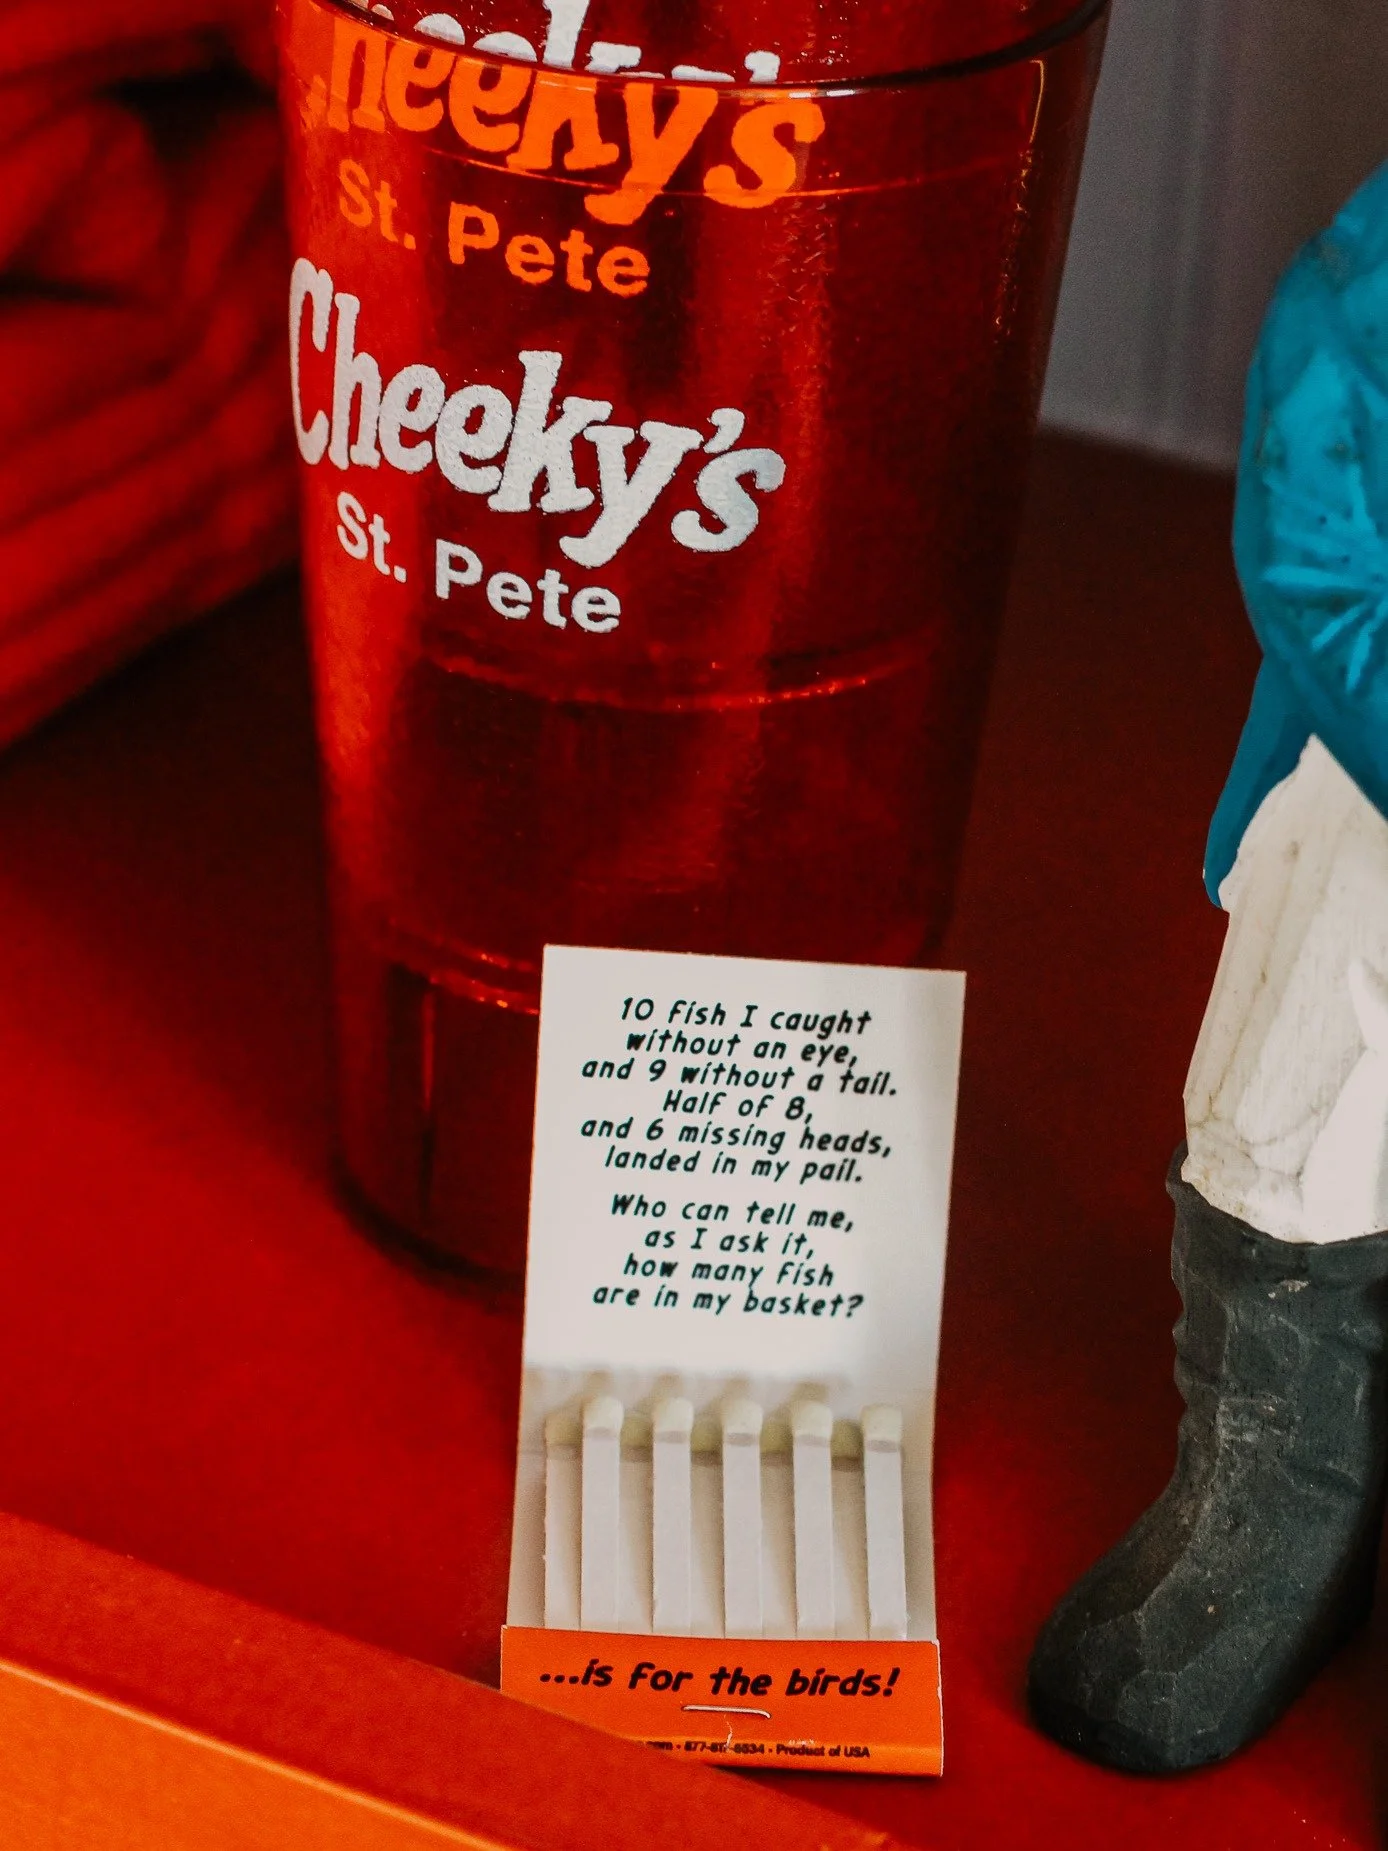 Cheeky's
St. Pete
Cheeky's
St. Pete
10 fish I caught
without an eye,
and 9 without a tail.
Half of 8,
and 6 missing heads,
landed in my pail.
Who can tell me,
as I ask it,
how many fish
are in my basket?
...is for the birds!
Product of USA